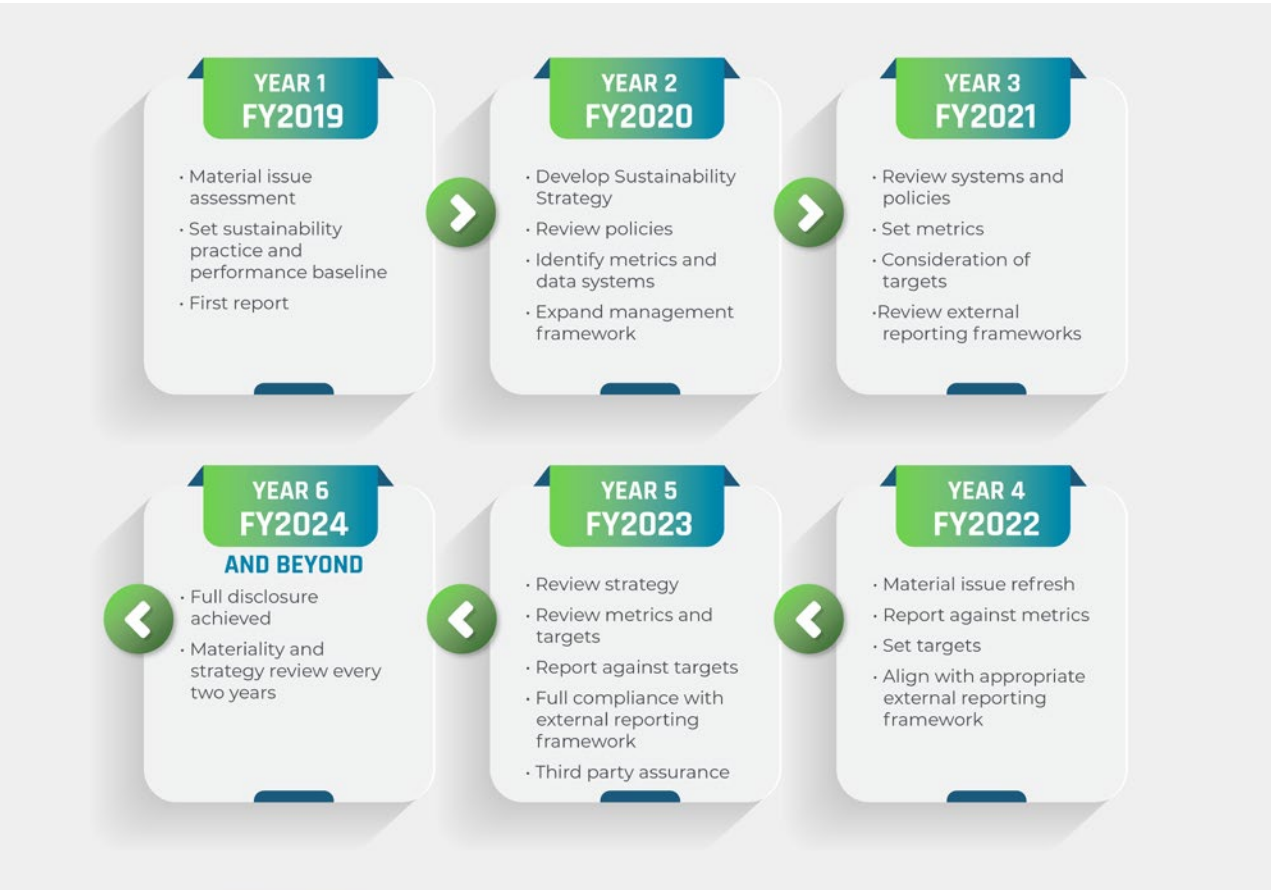 YEAR 1
FY2019
· Material issue
assessment
· Set sustainability
practice and
performance baseline
· First report
YEAR 2
FY2020
· Develop Sustainability
Strategy
· Review policies
· Identify metrics and
data systems
· Expand management
framework
YEAR 3
FY2021
· Review systems and
policies
· Set metrics
· Consideration of
targets
·Review external
reporting frameworks
YEAR 4
FY2022
· Material issue refresh
· Report against metrics
· Set targets
· Align with appropriate
external reporting
framework
YEAR 5
FY2023
· Review strategy
· Review metrics and
targets
· Report against targets
· Full compliance with
external reporting
framework
· Third party assurance
YEAR 6
FY2024
AND BEYOND
· Full disclosure
achieved
· Materiality and
strategy review every
two years